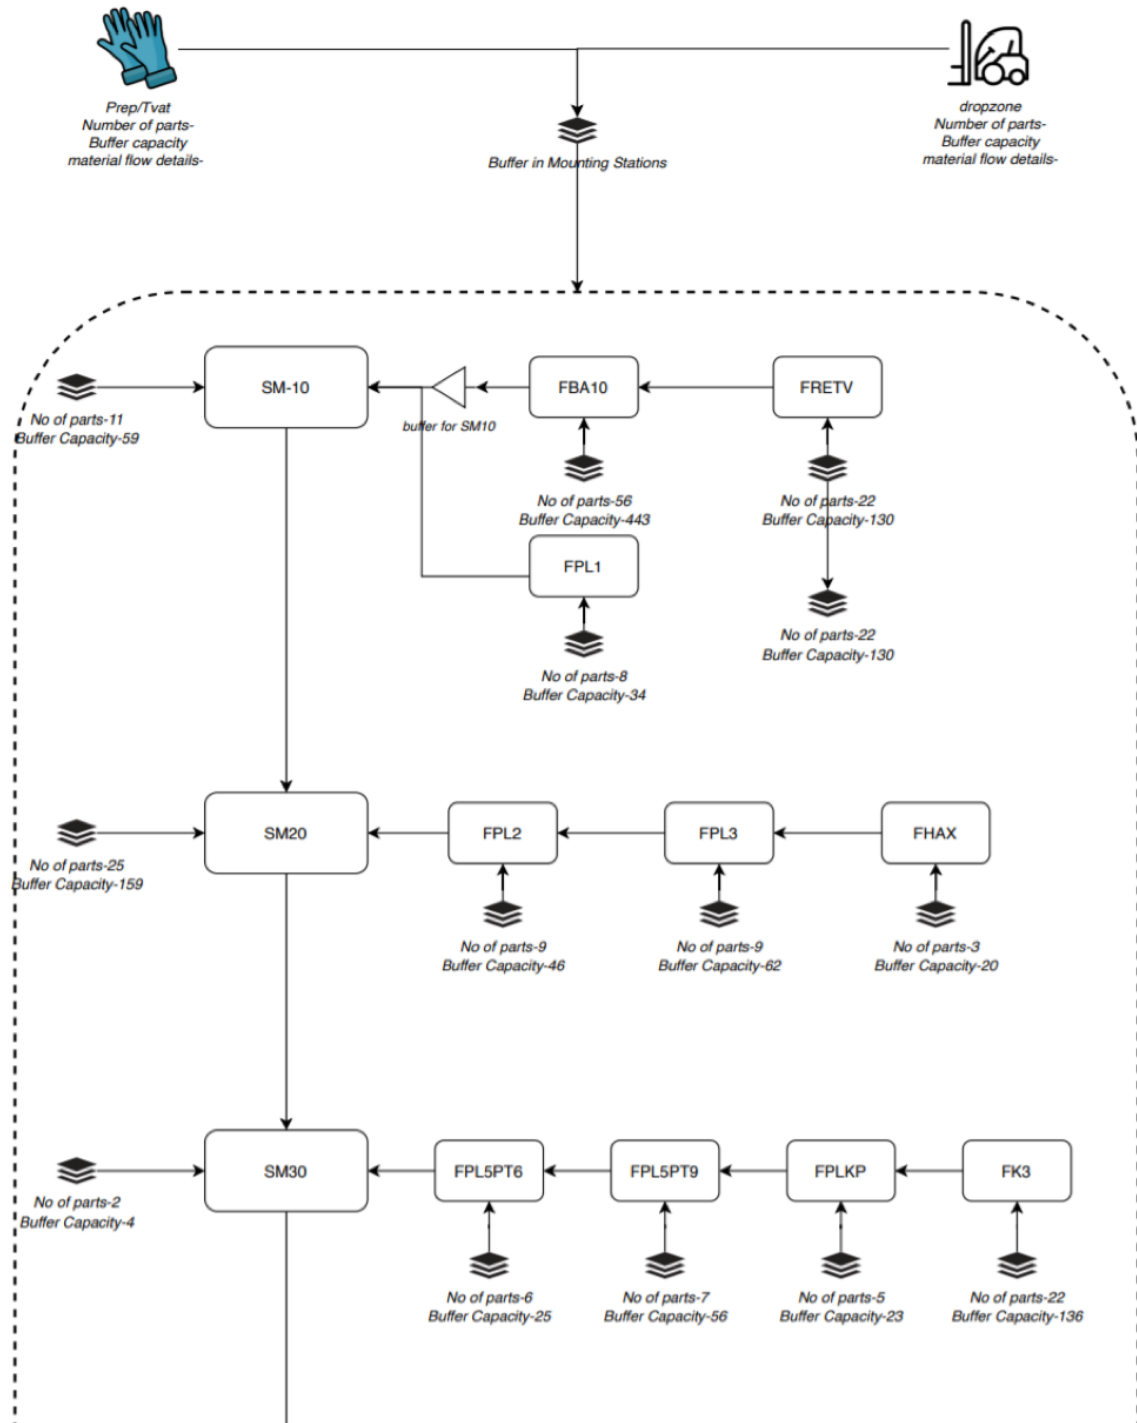 Prep/Tvat
Number of parts-
Buffer capacity
material flow details-
dropzone
Number of parts-
Buffer capacity
material flow details-
Buffer in Mounting Stations
SM-10
No of parts-11
Buffer Capacity-59
buffer for SM10
FBA10
No of parts-56
Buffer Capacity-443
FRETV
No of parts-22
Buffer Capacity-130
FPL1
No of parts-8
Buffer Capacity-34
No of parts-22
Buffer Capacity-130
SM20
No of parts-25
Buffer Capacity-159
FPL2
No of parts-9
Buffer Capacity-46
FPL3
No of parts-9
Buffer Capacity-62
FHAX
No of parts-3
Buffer Capacity-20
SM30
No of parts-2
Buffer Capacity-4
FPL5PT6
No of parts-6
Buffer Capacity-25
FPL5PT9
No of parts-7
Buffer Capacity-56
FPLKP
No of parts-5
Buffer Capacity-23
FK3
No of parts-22
Buffer Capacity-136